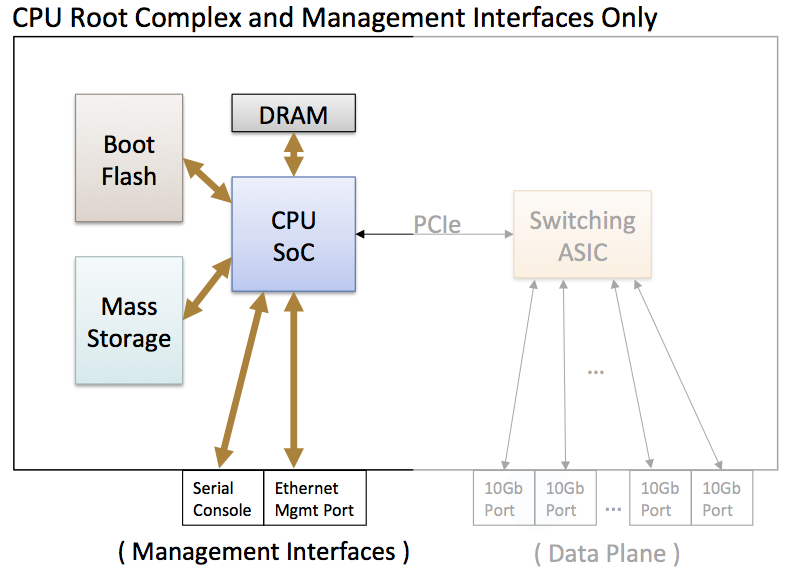 CPU Root Complex and Management Interfaces Only
Boot
Flash
DRAM
CPU
SoC
PCIe
Switching
ASIC
Mass
Storage
...
Serial
Console
Ethernet
Mgmt Port
10Gb
Port
10Gb
Port
...
10Gb
Port
10Gb
Port
( Management Interfaces )
( Data Plane )